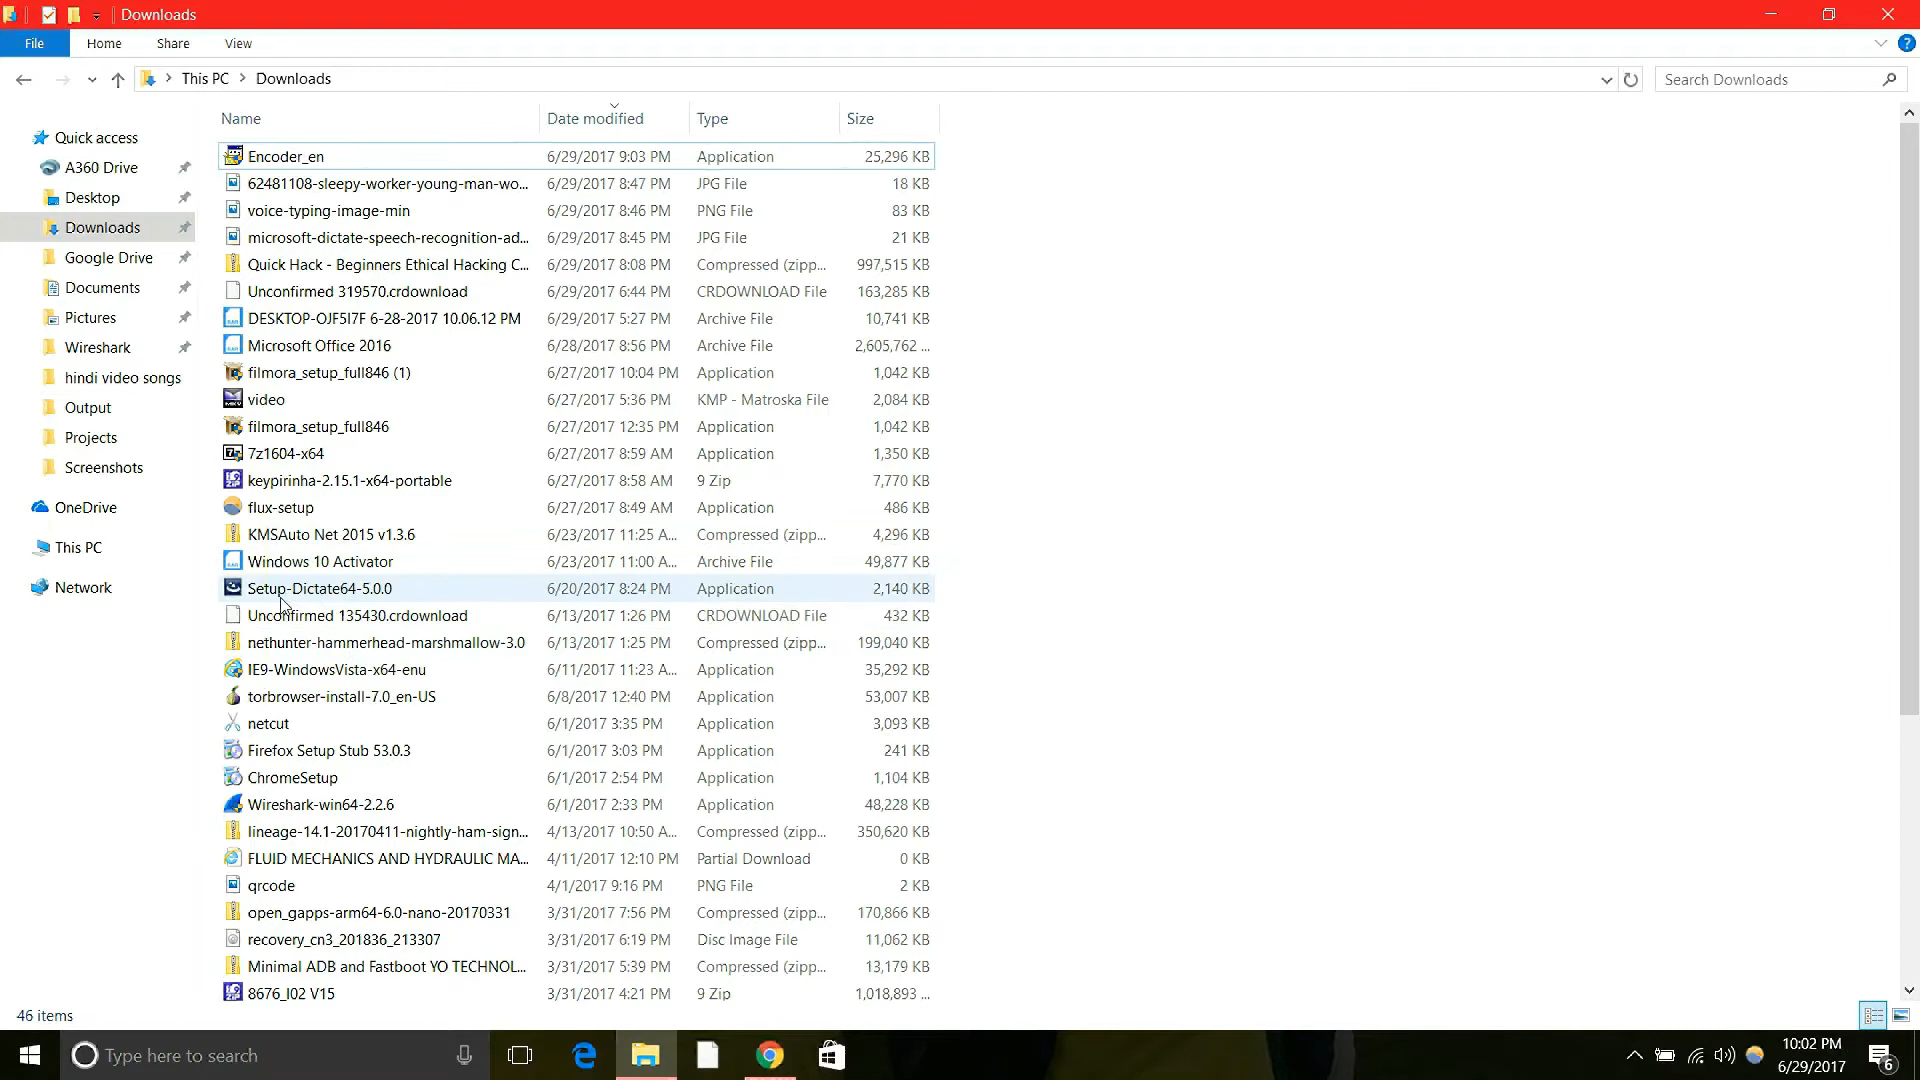 Downloads
File Home Share View
This PC Downloads Search Downloads
Name Date modified Type Size
Quick access
A360 Drive
Desktop
Downloads
Google Drive
Documents
Pictures
Wireshark
hindi video songs
Output
Projects
Screenshots
OneDrive
This PC
Network
Encoder_en 6/29/2017 9:03 PM Application 25,296 KB
62481108-sleepy-worker-young-man-wo... 6/29/2017 8:47 PM JPG File 18 KB
voice-typing-image-min 6/29/2017 8:46 PM PNG File 83 KB
microsoft-dictate-speech-recognition-ad... 6/29/2017 8:45 PM JPG File 21 KB
Quick Hack - Beginners Ethical Hacking C... 6/29/2017 8:08 PM Compressed (zipp... 997,515 KB
Unconfirmed 319570.crdownload 6/29/2017 6:44 PM CRDOWNLOAD File 163,285 KB
DESKTOP-OJF5I7F 6-28-2017 10.06.12 PM 6/29/2017 5:27 PM Archive File 10,741 KB
Microsoft Office 2016 6/28/2017 8:56 PM Archive File 2,605,762 ...
filmora_setup_full846 (1) 6/27/2017 10:04 PM Application 1,042 KB
video 6/27/2017 5:36 PM KMP - Matroska File 2,084 KB
filmora_setup_full846 6/27/2017 12:35 PM Application 1,042 KB
7z1604-x64 6/27/2017 8:59 AM Application 1,350 KB
keypirinha-2.15.1-x64-portable 6/27/2017 8:58 AM 9 Zip 7,770 KB
flux-setup 6/27/2017 8:49 AM Application 486 KB
KMSAuto Net 2015 v1.3.6 6/23/2017 11:25 A... Compressed (zipp... 4,296 KB
Windows 10 Activator 6/23/2017 11:00 A... Archive File 49,877 KB
Setup-Dictate64-5.0.0 6/20/2017 8:24 PM Application 2,140 KB
Unconfirmed 135430.crdownload 6/13/2017 1:26 PM CRDOWNLOAD File 432 KB
nethunter-hammerhead-marshmallow-3.0 6/13/2017 1:25 PM Compressed (zipp... 199,040 KB
IE9-WindowsVista-x64-enu 6/11/2017 11:23 A... Application 35,292 KB
torbrowser-install-7.0_en-US 6/8/2017 12:40 PM Application 53,007 KB
netcut 6/1/2017 3:35 PM Application 3,093 KB
Firefox Setup Stub 53.0.3 6/1/2017 3:03 PM Application 241 KB
ChromeSetup 6/1/2017 2:54 PM Application 1,104 KB
Wireshark-win64-2.2.6 6/1/2017 2:33 PM Application 48,228 KB
lineage-14.1-20170411-nightly-ham-sign... 4/13/2017 10:50 A... Compressed (zipp... 350,620 KB
FLUID MECHANICS AND HYDRAULIC MA... 4/11/2017 12:10 PM Partial Download 0 KB
qrcode 4/1/2017 9:16 PM PNG File 2 KB
open_gapps-arm64-6.0-nano-20170331 3/31/2017 7:56 PM Compressed (zipp... 170,866 KB
recovery_cn3_201836_213307 3/31/2017 6:19 PM Disc Image File 11,062 KB
Minimal ADB and Fastboot YO TECHNOL... 3/31/2017 5:39 PM Compressed (zipp... 13,179 KB
8676_I02 V15 3/31/2017 4:21 PM 9 Zip 1,018,893 ...
46 items
Type here to search
10:02 PM
6/29/2017
6